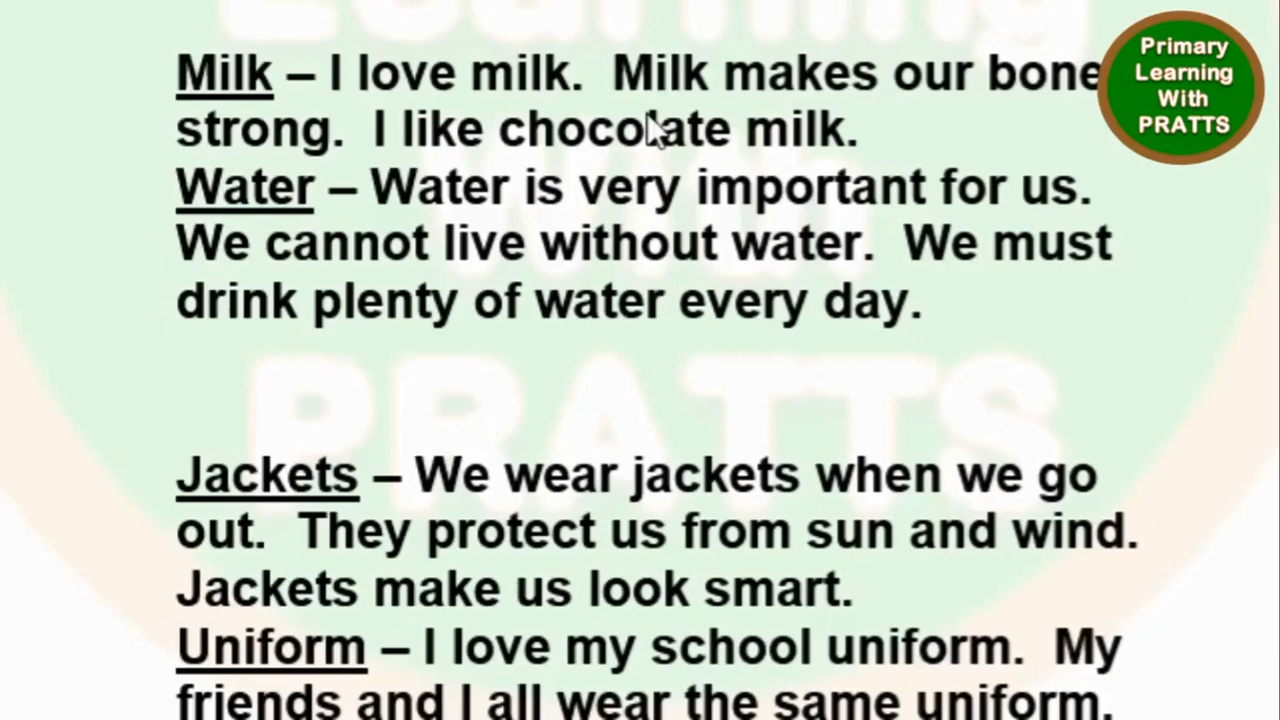 Milk – I love milk.  Milk makes our bone
strong.  I like chocolate milk.
Water – Water is very important for us.
We cannot live without water.  We must
drink plenty of water every day.
Jackets – We wear jackets when we go
out.  They protect us from sun and wind.
Jackets make us look smart.
Uniform – I love my school uniform.  My
friends and I all wear the same uniform.
Primary
Learning
With
PRATTS
Learning
With
PRATTS